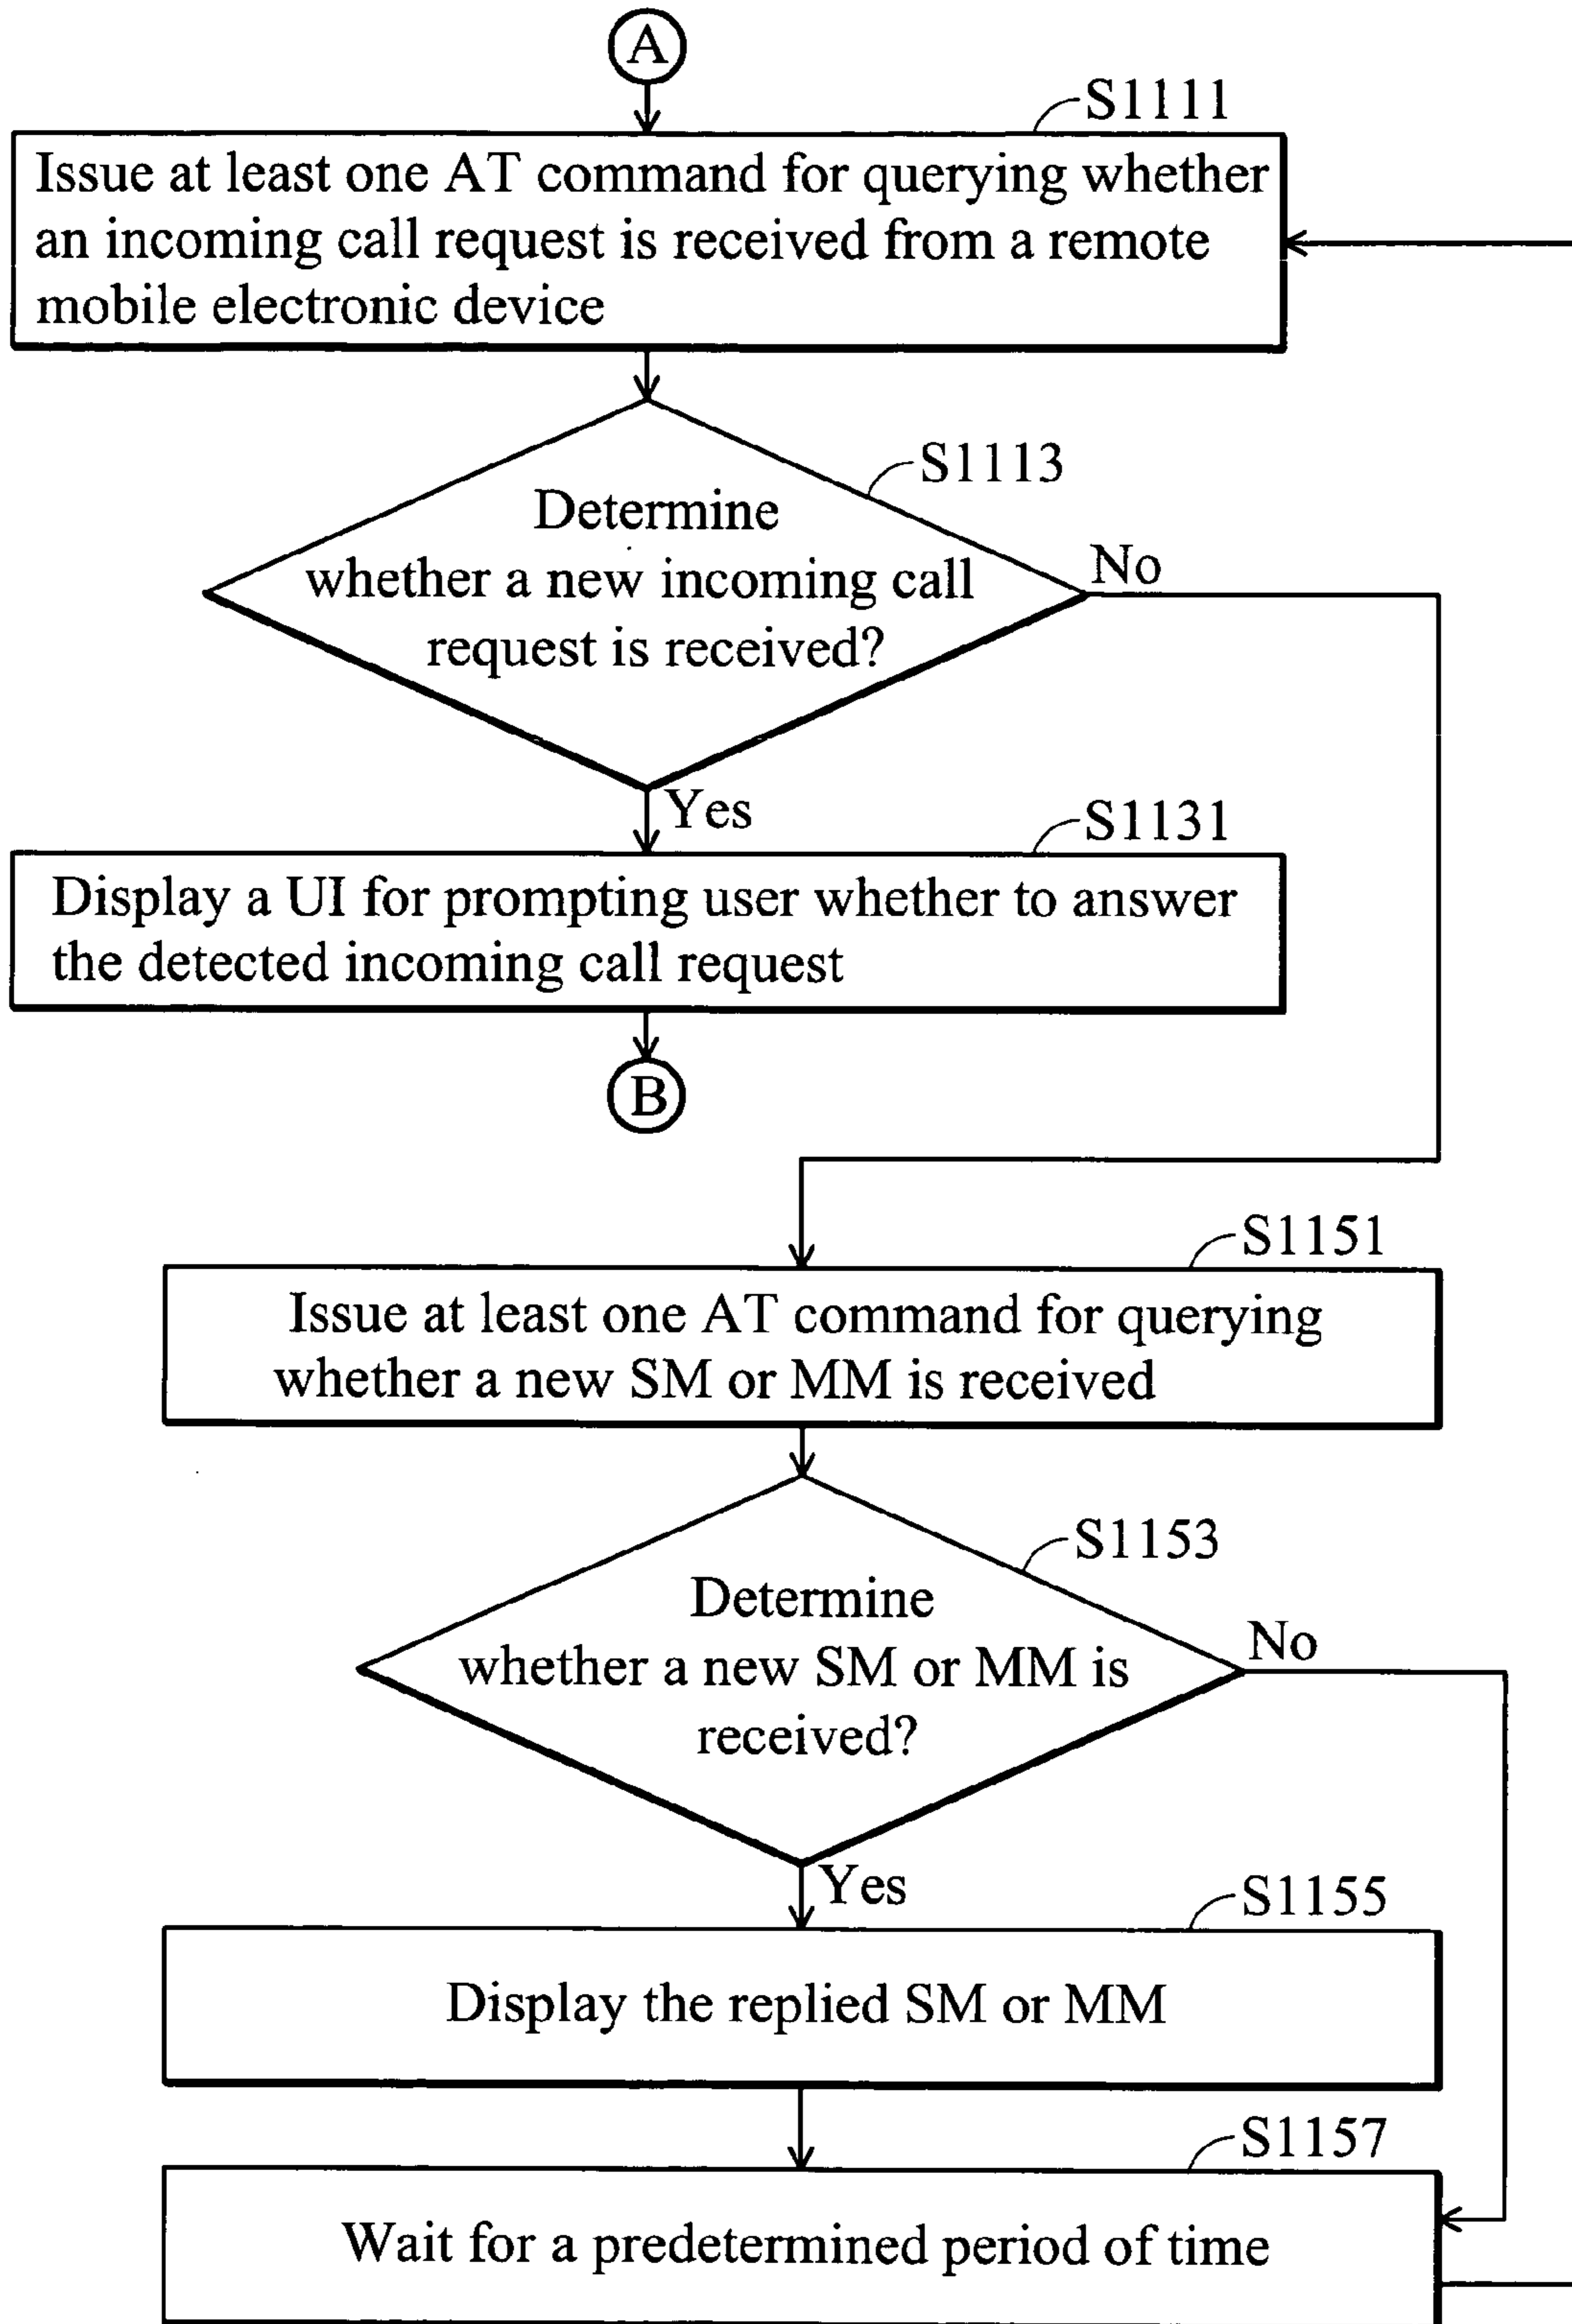 A
S1111
Issue at least one AT command for querying whether
an incoming call request is received from a remote
mobile electronic device
S1113
Determine
whether a new incoming call
request is received?
No
Yes
S1131
Display a UI for prompting user whether to answer
the detected incoming call request
B
S1151
Issue at least one AT command for querying
whether a new SM or MM is received
S1153
Determine
whether a new SM or MM is
received?
No
Yes
S1155
Display the replied SM or MM
S1157
Wait for a predetermined period of time